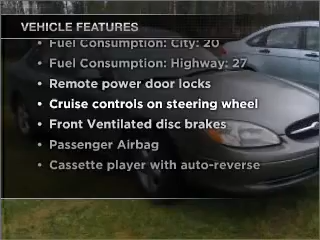 VEHICLE FEATURES
• Fuel Consumption: City: 20
• Fuel Consumption: Highway: 27
• Remote power door locks
• Cruise controls on steering wheel
• Front Ventilated disc brakes
• Passenger Airbag
• Cassette player with auto-reverse